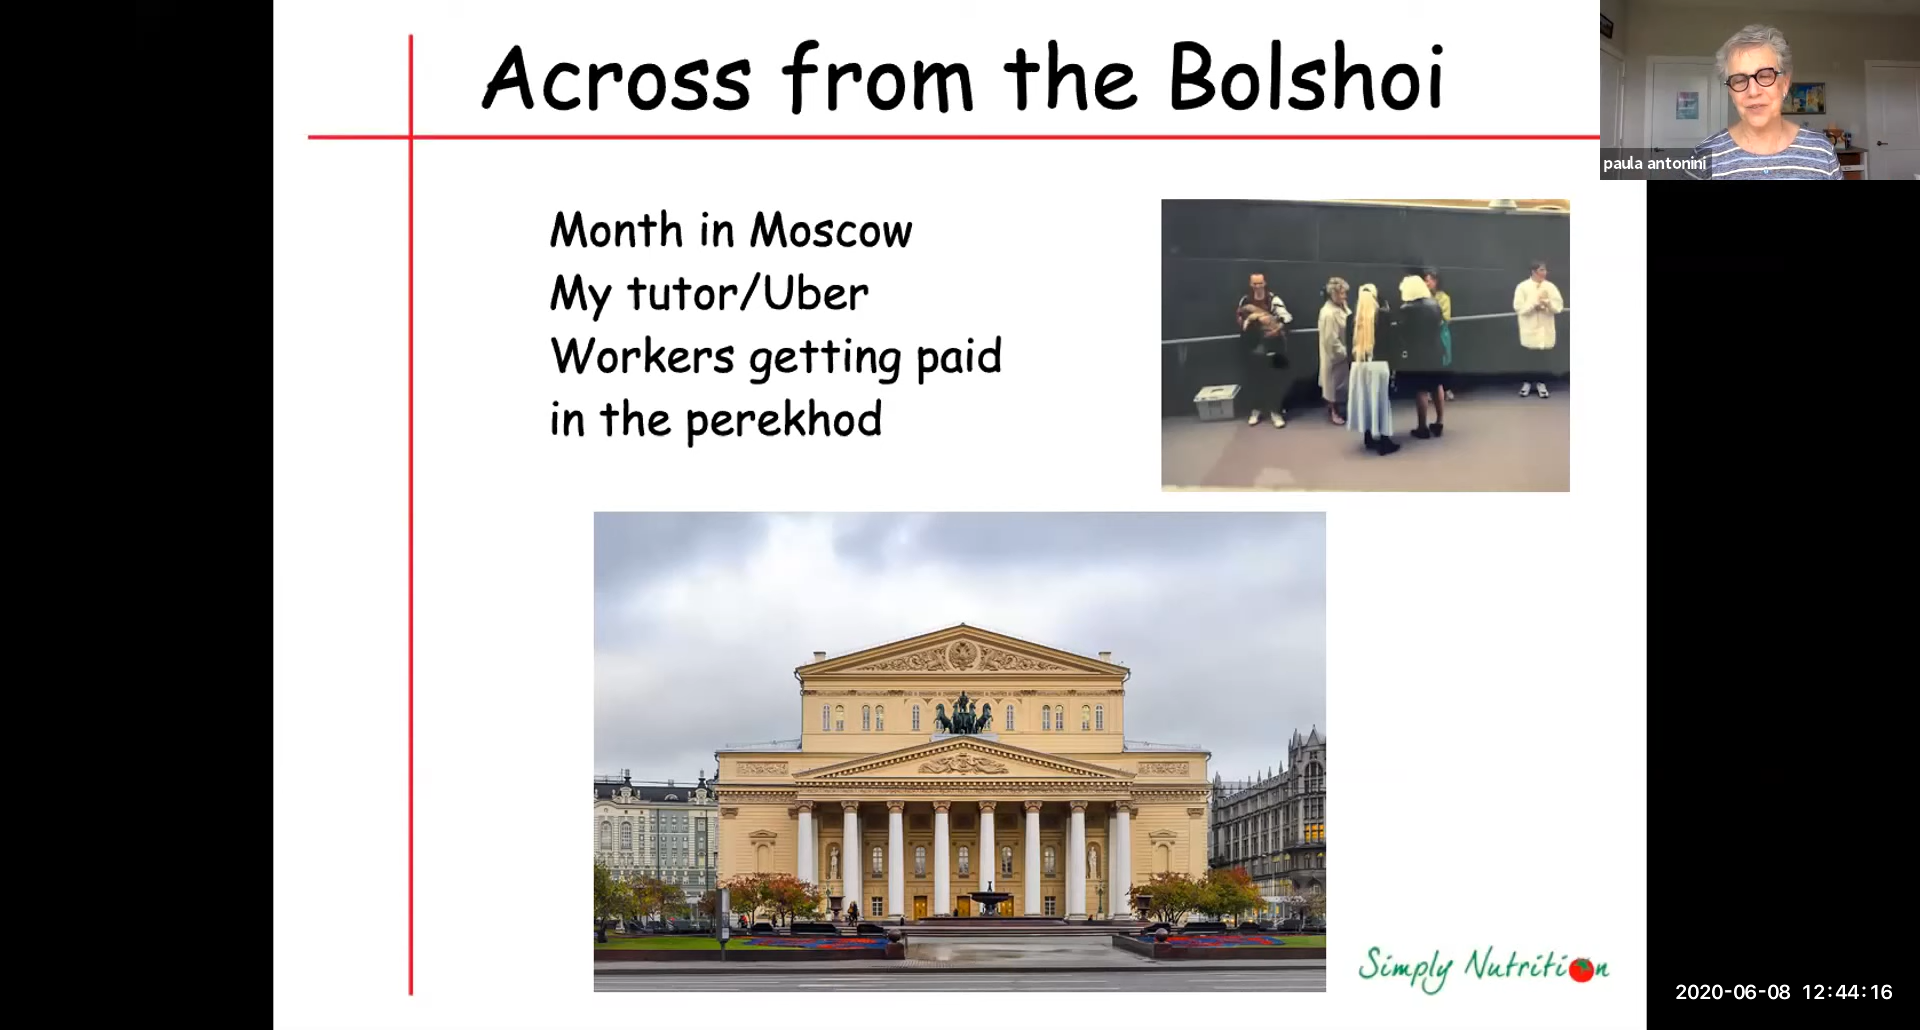 Across from the Bolshoi
paula antonini
Month in Moscow
My tutor/Uber
Workers getting paid
in the perekhod
Simply Nutrition
2020-06-08 12:44:16